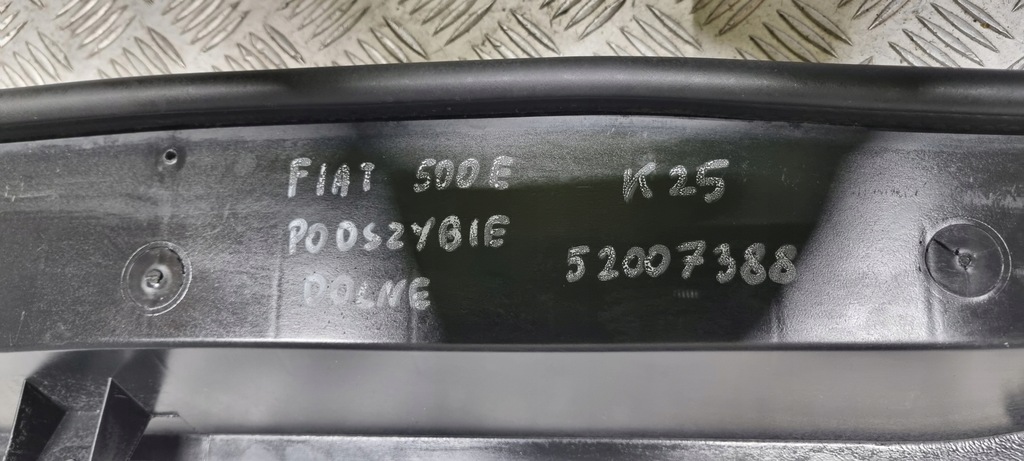 FIAT 500E
PODSZYBIE
DOLNE
K25
52007388